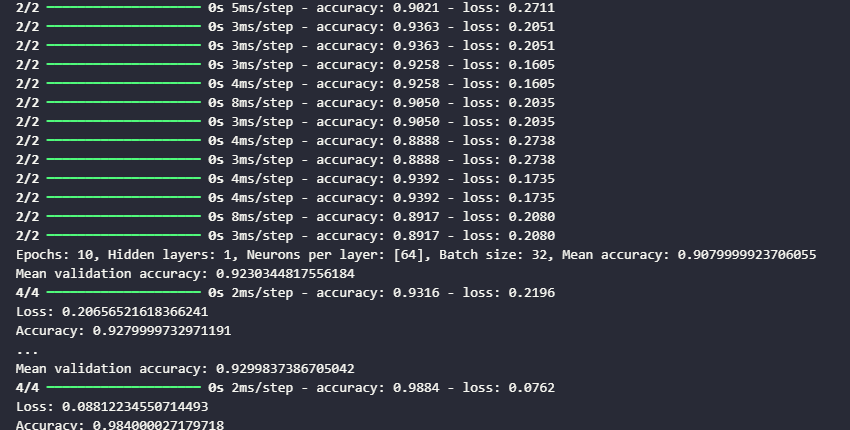 2/2 ━━━━━━━━━━━━━━━━━━━━ 0s 5ms/step - accuracy: 0.9021 - loss: 0.2711
2/2 ━━━━━━━━━━━━━━━━━━━━ 0s 3ms/step - accuracy: 0.9363 - loss: 0.2051
2/2 ━━━━━━━━━━━━━━━━━━━━ 0s 3ms/step - accuracy: 0.9363 - loss: 0.2051
2/2 ━━━━━━━━━━━━━━━━━━━━ 0s 3ms/step - accuracy: 0.9258 - loss: 0.1605
2/2 ━━━━━━━━━━━━━━━━━━━━ 0s 4ms/step - accuracy: 0.9258 - loss: 0.1605
2/2 ━━━━━━━━━━━━━━━━━━━━ 0s 8ms/step - accuracy: 0.9050 - loss: 0.2035
2/2 ━━━━━━━━━━━━━━━━━━━━ 0s 3ms/step - accuracy: 0.9050 - loss: 0.2035
2/2 ━━━━━━━━━━━━━━━━━━━━ 0s 4ms/step - accuracy: 0.8888 - loss: 0.2738
2/2 ━━━━━━━━━━━━━━━━━━━━ 0s 3ms/step - accuracy: 0.8888 - loss: 0.2738
2/2 ━━━━━━━━━━━━━━━━━━━━ 0s 4ms/step - accuracy: 0.9392 - loss: 0.1735
2/2 ━━━━━━━━━━━━━━━━━━━━ 0s 4ms/step - accuracy: 0.9392 - loss: 0.1735
2/2 ━━━━━━━━━━━━━━━━━━━━ 0s 8ms/step - accuracy: 0.8917 - loss: 0.2080
2/2 ━━━━━━━━━━━━━━━━━━━━ 0s 3ms/step - accuracy: 0.8917 - loss: 0.2080
Epochs: 10, Hidden layers: 1, Neurons per layer: [64], Batch size: 32, Mean accuracy: 0.9079999923706055
Mean validation accuracy: 0.9230344817556184
4/4 ━━━━━━━━━━━━━━━━━━━━ 0s 2ms/step - accuracy: 0.9316 - loss: 0.2196
Loss: 0.20656521618366241
Accuracy: 0.9279999732971191
...
Mean validation accuracy: 0.9299837386705042
4/4 ━━━━━━━━━━━━━━━━━━━━ 0s 2ms/step - accuracy: 0.9884 - loss: 0.0762
Loss: 0.08812234550714493
Accuracy: 0.984000027179718